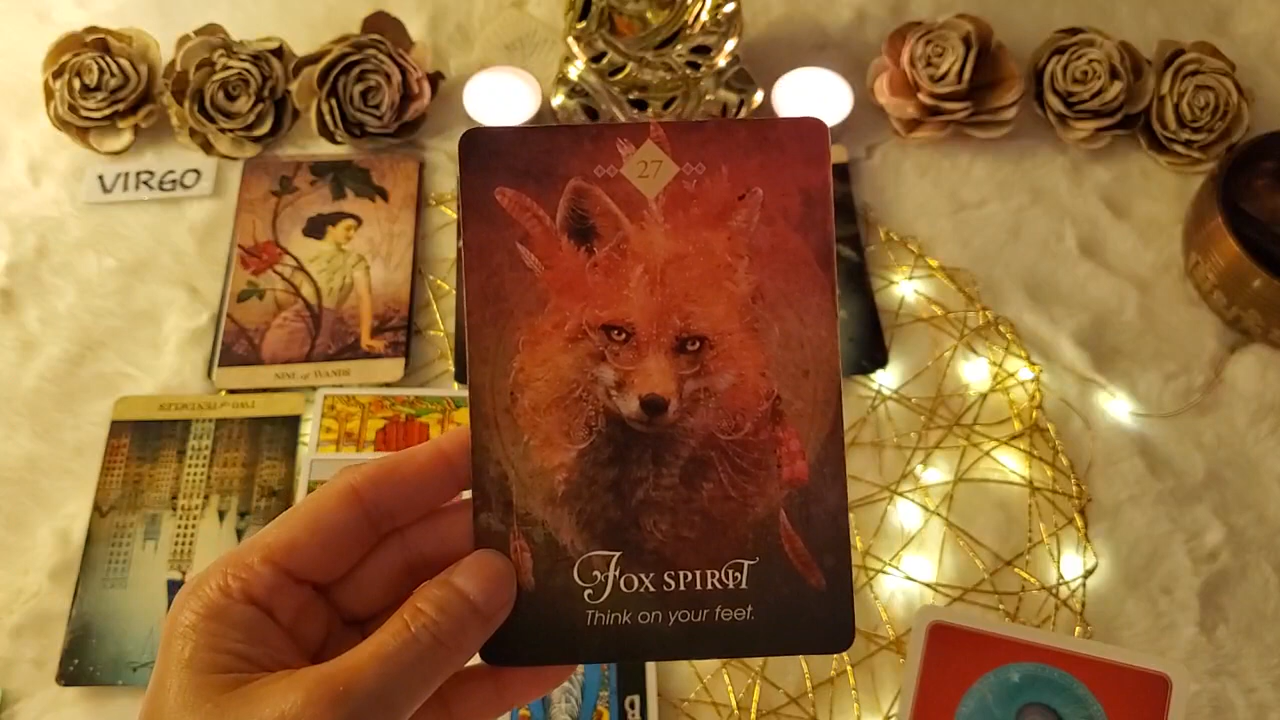 VIRGO
27
NINE of WANDS
TWO of PENTACLES
Fox Spirit
Think on your feet.